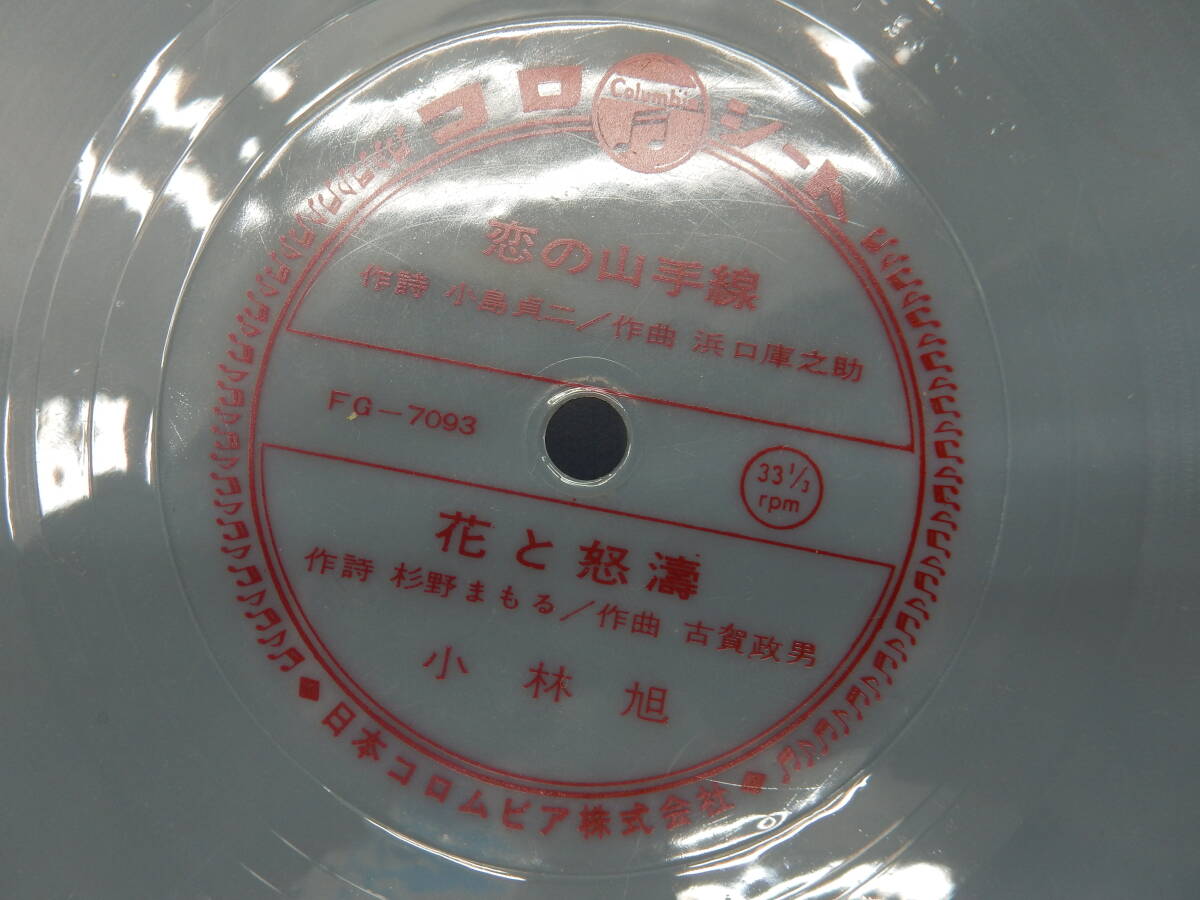 コロ Columbia シート
恋の山手線
作詩 小島貞二／作曲 浜口庫之助
FG-7093
33 1/3
rpm
花と怒濤
作詩 杉野まもる／作曲 古賀政男
小林旭
日本コロムビア株式会社